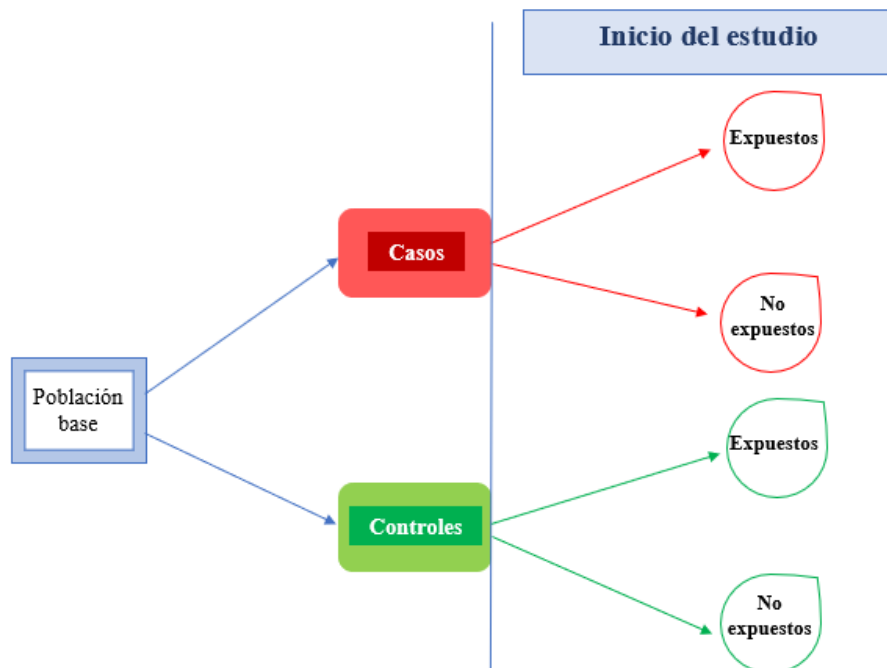 Inicio del estudio
Expuestos
Casos
No
expuestos
Población
base
Expuestos
Controles
No
expuestos